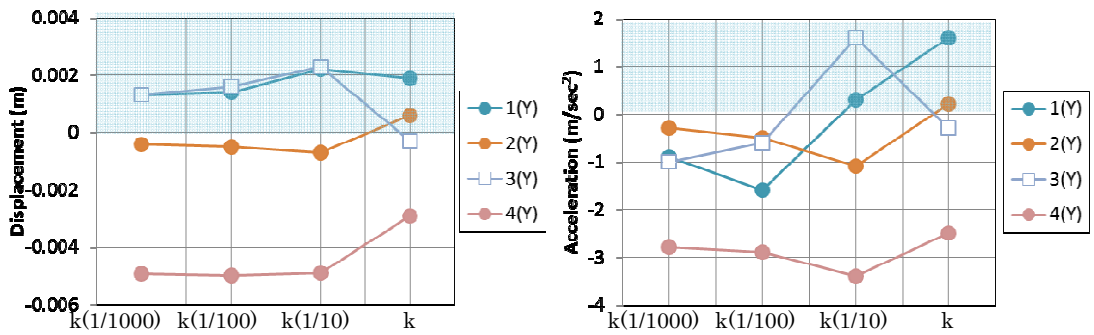 Displacement (m)
0.004
0.002
0
-0.002
-0.004
-0.006
k(1/1000) k(1/100) k(1/10) k
1(Y)
2(Y)
3(Y)
4(Y)
Acceleration (m/sec²)
2
1
0
-1
-2
-3
-4
k(1/1000) k(1/100) k(1/10) k
1(Y)
2(Y)
3(Y)
4(Y)